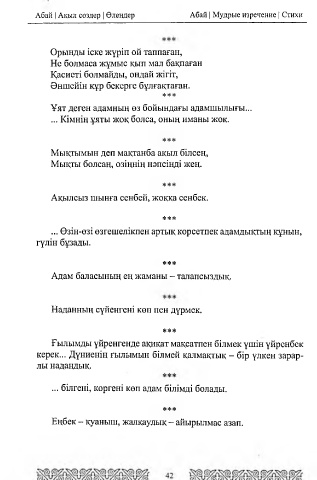 Абай | Ақыл сөздер | Өлеңдер
Абай | Мудрые изречение | Стихи
***
Орынды іске жүріп ой таппаған,
Не болмаса жұмыс қып мал бақпаған
Қасиеті болмайды, ондай жігіт,
Әншейін құр бекерге бұлғақтаған.
***
Ұят деген адамның өз бойындағы адамшылығы...
... Кімнің ұяты жоқ болса, оның иманы жоқ.
***
Мықтымын деп мақтанба ақыл білсең,
Мықты болсаң, өзіңнің нәпсіңді жең.
***
Ақылсыз шынға сенбей, жоққа сенбек.
***
... Өзін-өзі өзгешелікпен артық көрсетпек адамдықтың құнын,
гүлін бұзады.
***
Адам баласының ең жаманы – талапсыздық.
***
Наданның сүйенгені көп пен дүрмек.
***
Ғылымды үйренгенде ақиқат мақсатпен білмек үшін үйренбек
керек... Дүниенің ғылымын білмей қалмақтық – бір үлкен зарар-
лы надандық.
***
... білгені, көргені көп адам білімді болады.
***
Еңбек – қуаныш, жалқаулық – айырылмас азап.
42